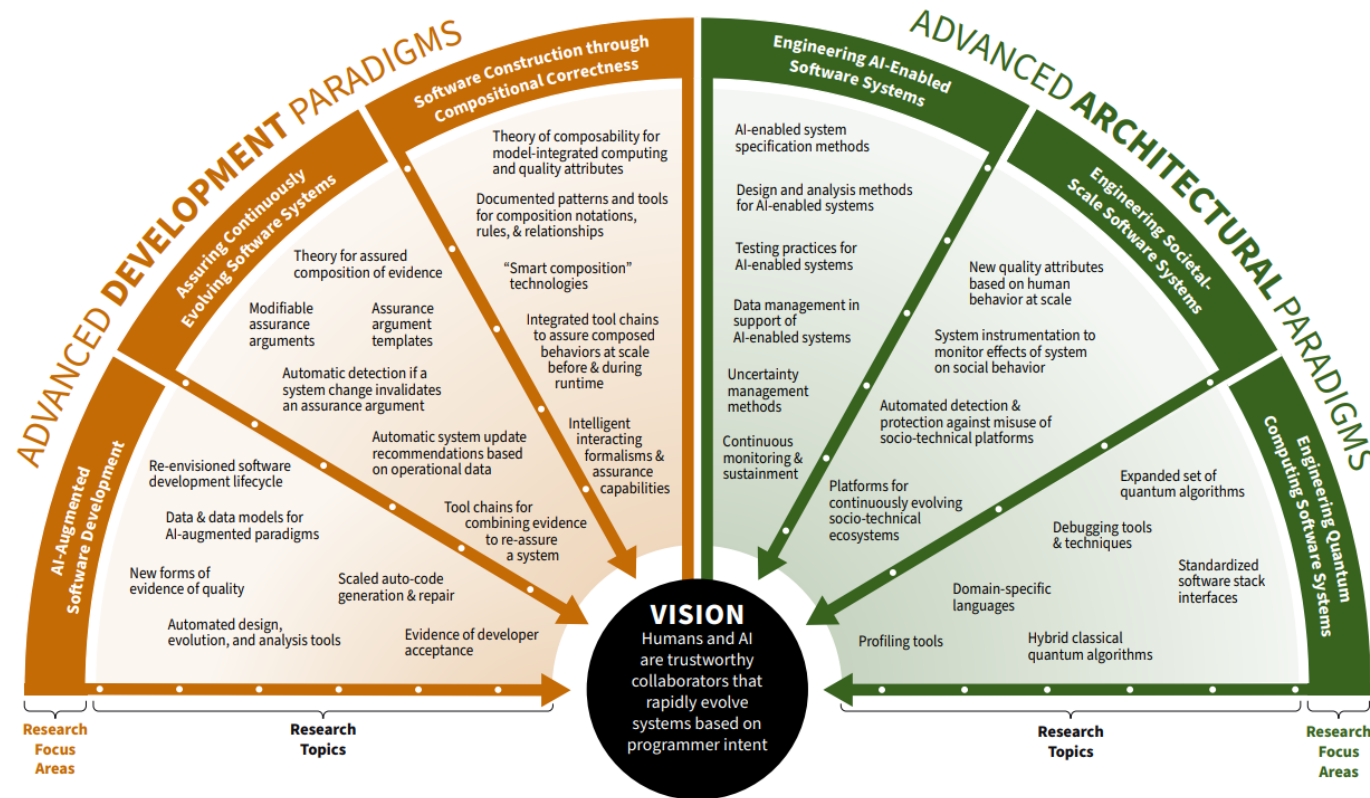 ADVANCED DEVELOPMENT PARADIGMS
AI-Augmented
Software Development
Re-envisioned software
development lifecycle
Data & data models for
AI-augmented paradigms
New forms of
evidence of quality
Scaled auto-code
generation & repair
Automated design,
evolution, and analysis tools
Evidence of developer
acceptance
Assuring Continuously
Evolving Software Systems
Theory for assured
composition of evidence
Modifiable
assurance
arguments
Assurance
argument
templates
Automatic detection if a
system change invalidates
an assurance argument
Automatic system update
recommendations based
on operational data
Tool chains for
combining evidence
to re-assure
a system
Software Construction through
Compositional Correctness
Theory of composability for
model-integrated computing
and quality attributes
Documented patterns and tools
for composition notations,
rules, & relationships
“Smart composition”
technologies
Integrated tool chains
to assure composed
behaviors at scale
before & during
runtime
Intelligent
interacting
formalisms &
assurance
capabilities
ADVANCED ARCHITECTURAL PARADIGMS
Engineering AI-Enabled
Software Systems
AI-enabled system
specification methods
Design and analysis methods
for AI-enabled systems
Testing practices for
AI-enabled systems
Data management in
support of
AI-enabled systems
Uncertainty
management
methods
Continuous
monitoring &
sustainment
Engineering Societal-
Scale Software Systems
New quality attributes
based on human
behavior at scale
System instrumentation to
monitor effects of system
on social behavior
Automated detection &
protection against misuse of
socio-technical platforms
Platforms for
continuously evolving
socio-technical
ecosystems
Engineering Quantum
Computing Software Systems
Expanded set of
quantum algorithms
Debugging tools
& techniques
Standardized
software stack
interfaces
Domain-specific
languages
Profiling tools
Hybrid classical
quantum algorithms
VISION
Humans and AI
are trustworthy
collaborators that
rapidly evolve
systems based on
programmer intent
Research
Focus
Areas
Research
Topics
Research
Topics
Research
Focus
Areas